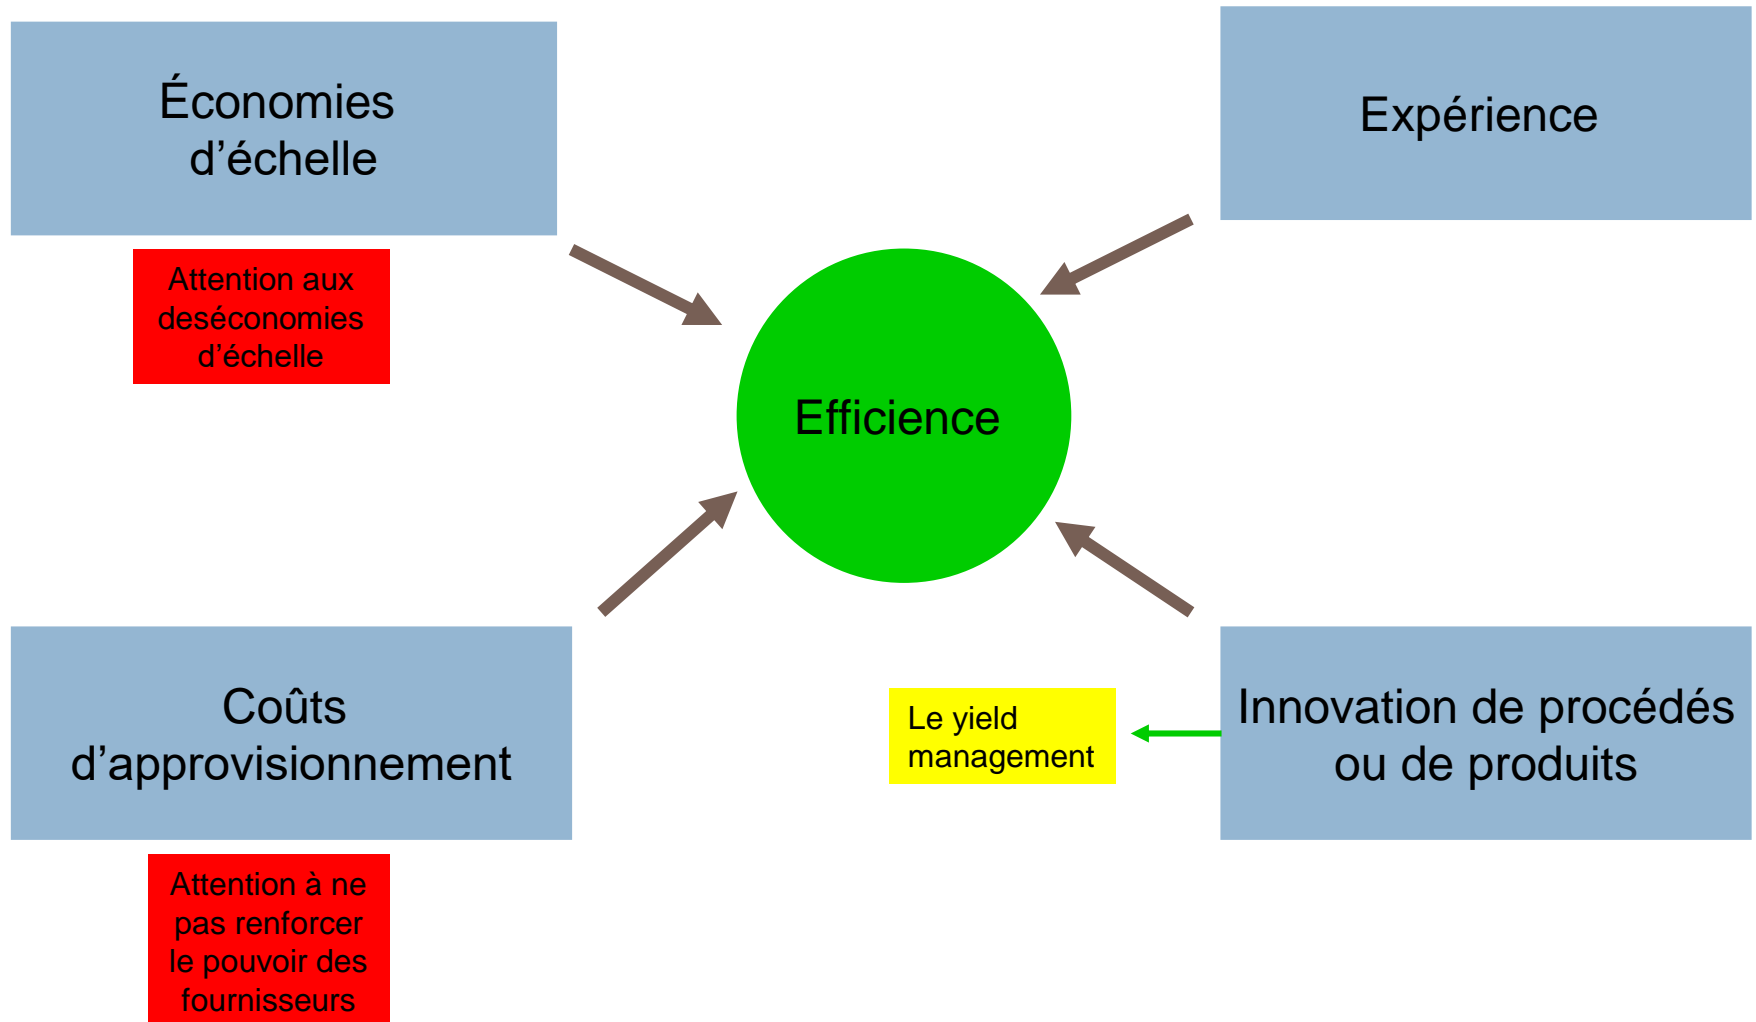 Économies
d’échelle
Expérience
Attention aux
deséconomies
d’échelle
Efficience
Coûts
d’approvisionnement
Le yield
management
Innovation de procédés
ou de produits
Attention à ne
pas renforcer
le pouvoir des
fournisseurs